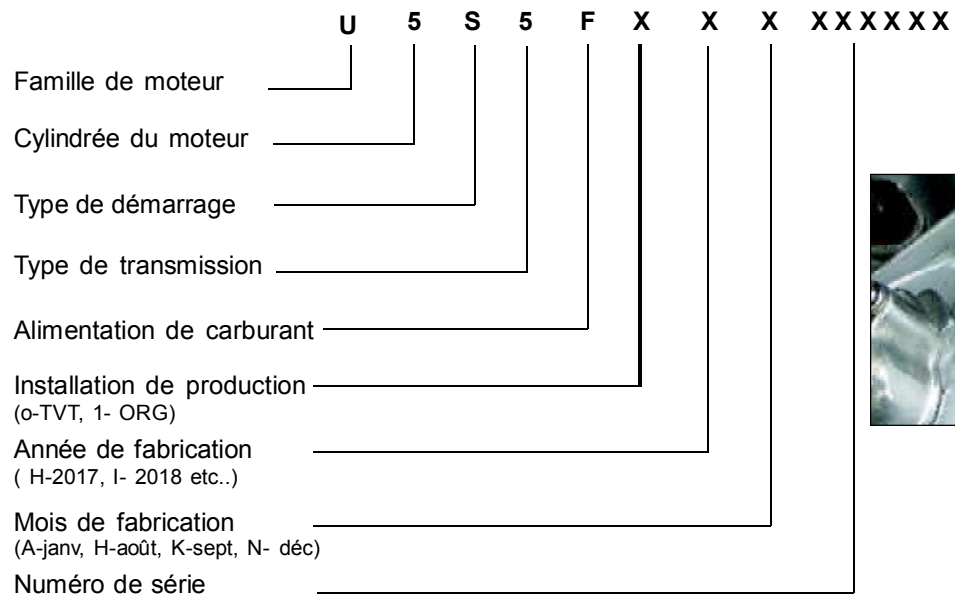 U 5 S 5 F X X X XXXXXX
Famille de moteur
Cylindrée du moteur
Type de démarrage
Type de transmission
Alimentation de carburant
Installation de production
(o-TVT, 1- ORG)
Année de fabrication
( H-2017, I- 2018 etc..)
Mois de fabrication
(A-janv, H-août, K-sept, N- déc)
Numéro de série